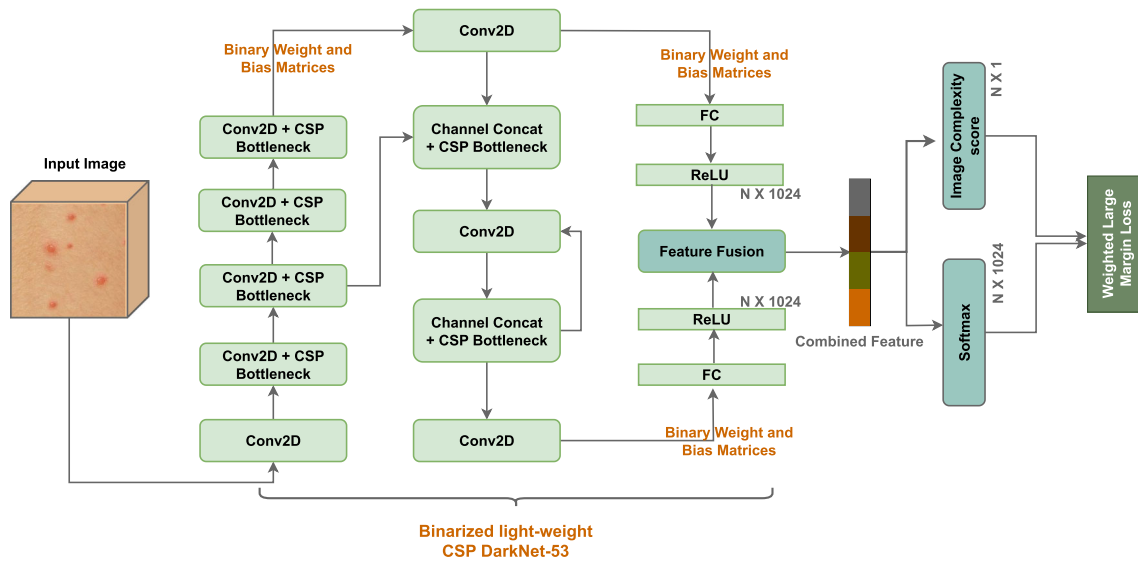 Input Image
Binary Weight and
Bias Matrices
Conv2D + CSP
Bottleneck
Conv2D + CSP
Bottleneck
Conv2D + CSP
Bottleneck
Conv2D + CSP
Bottleneck
Conv2D
Conv2D
Channel Concat
+ CSP Bottleneck
Conv2D
Channel Concat
+ CSP Bottleneck
Conv2D
Binary Weight and
Bias Matrices
FC
ReLU
N X 1024
Feature Fusion
N X 1024
ReLU
FC
Binary Weight and
Bias Matrices
Combined Feature
Image Complexity
score
N X 1
Softmax
N X 1024
Weighted Large
Margin Loss
Binarized light-weight
CSP DarkNet-53